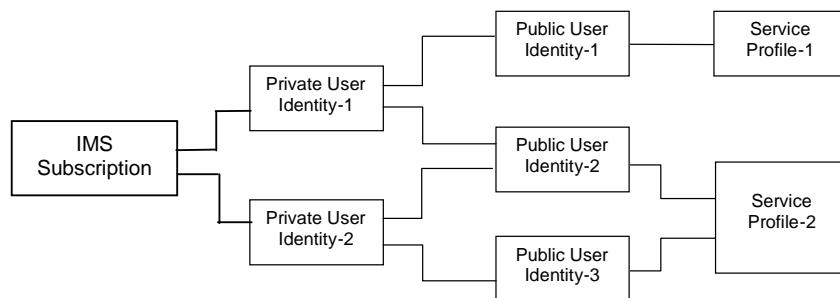 IMS
Subscription
Private User
Identity-1
Private User
Identity-2
Public User
Identity-1
Public User
Identity-2
Public User
Identity-3
Service
Profile-1
Service
Profile-2